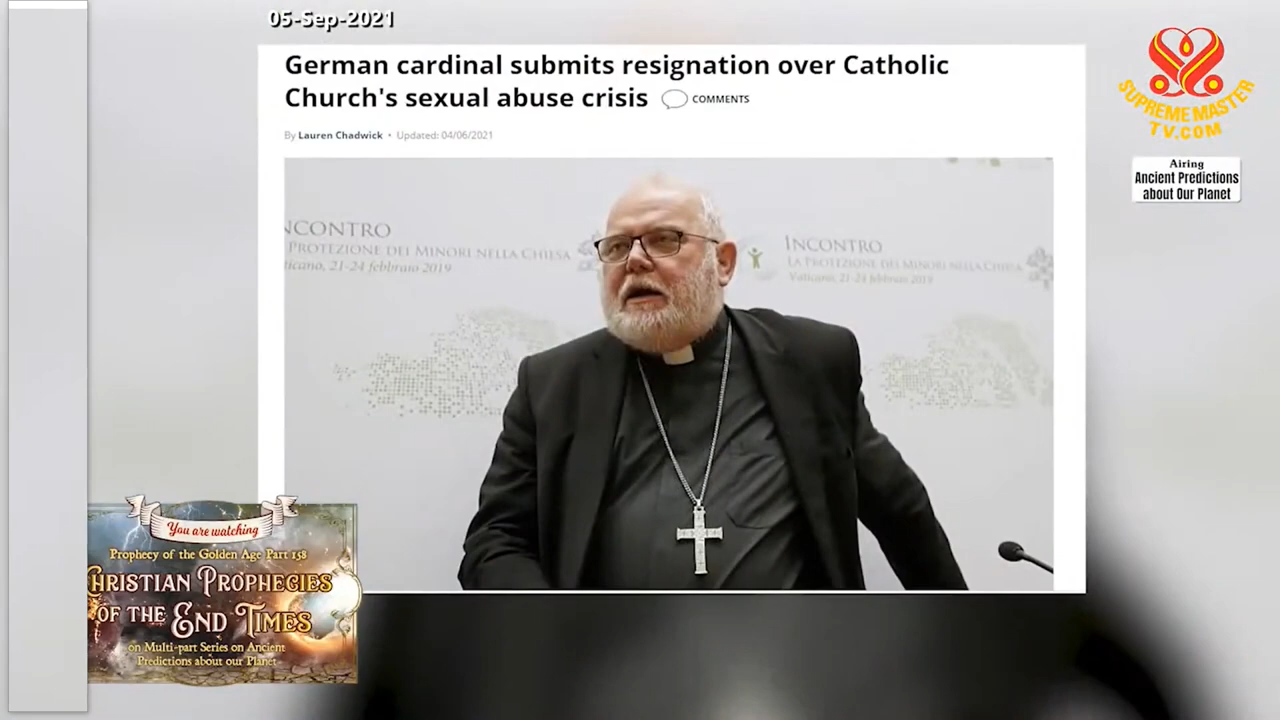 05-Sep-2021
German cardinal submits resignation over Catholic
Church's sexual abuse crisis COMMENTS
By Lauren Chadwick • Updated: 04/06/2021
NCONTRO
PROTEZIONE DEI MINORI NELLA CHIESA
ticano, 21-24 febbraio 2019
INCONTRO
LA PROTEZIONE DEI MINORI NELLA CHIESA
Vaticano, 21-24 febbraio 2019
SUPREME MASTER
TV.COM
Airing
Ancient Predictions
about Our Planet
You are watching
Prophecy of the Golden Age Part 158
CHRISTIAN PROPHECIES
OF THE END TIMES
on Multi-part Series on Ancient
Predictions about our Planet